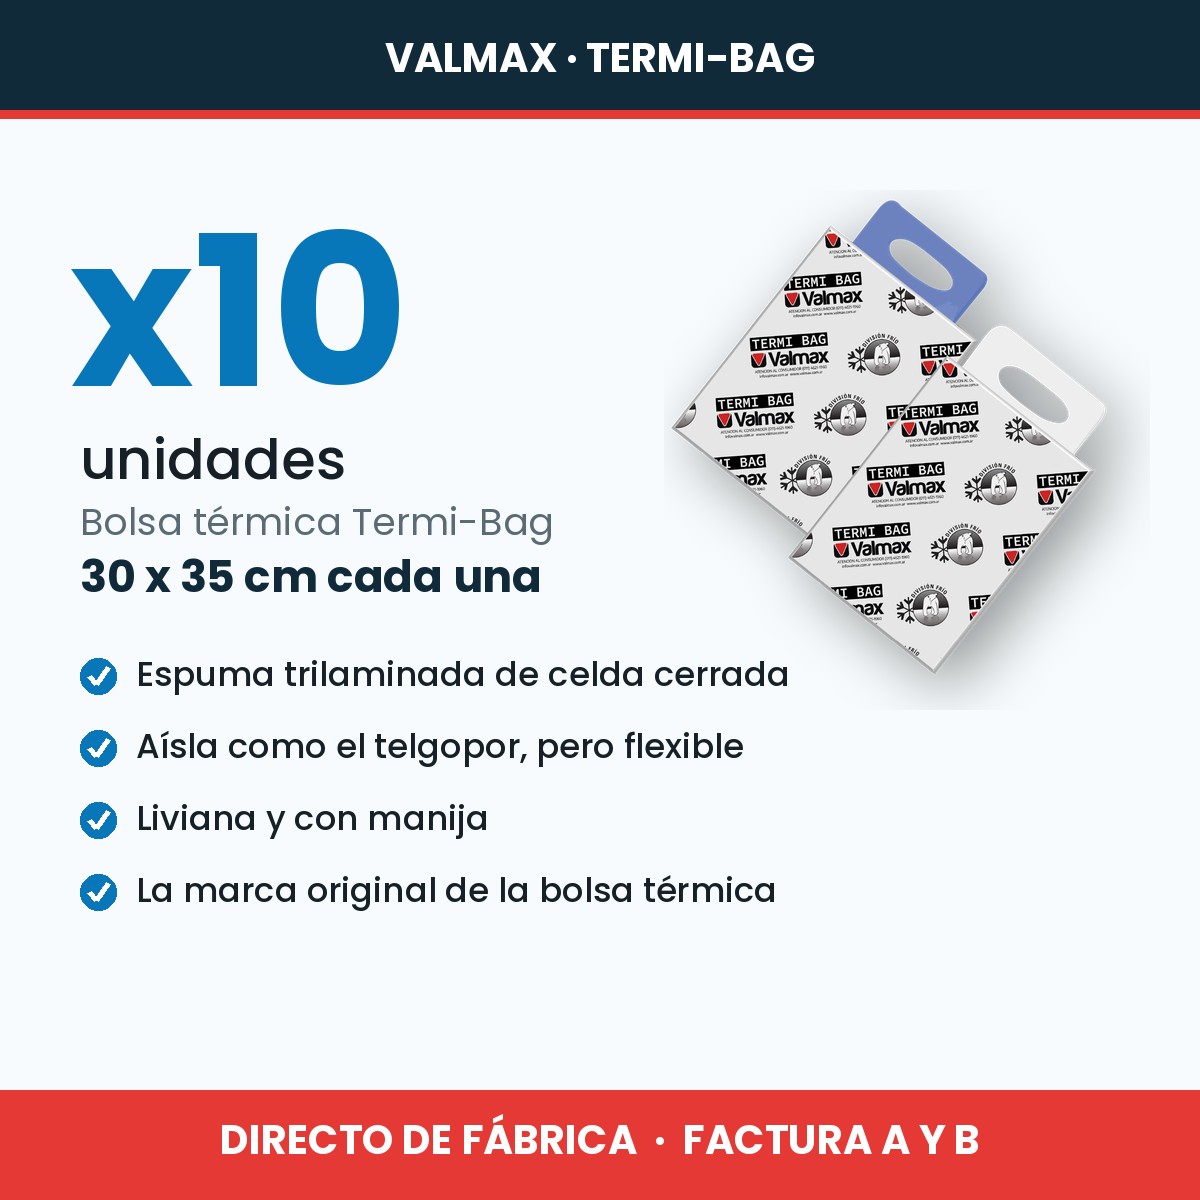 VALMAX · TERMI-BAG
x10
unidades
Bolsa térmica Termi-Bag
30 x 35 cm cada una
Espuma trilaminada de celda cerrada
Aísla como el telgopor, pero flexible
Liviana y con manija
La marca original de la bolsa térmica
TERMI BAG
Valmax
DIVISIÓN FRÍO
DIRECTO DE FÁBRICA · FACTURA A Y B